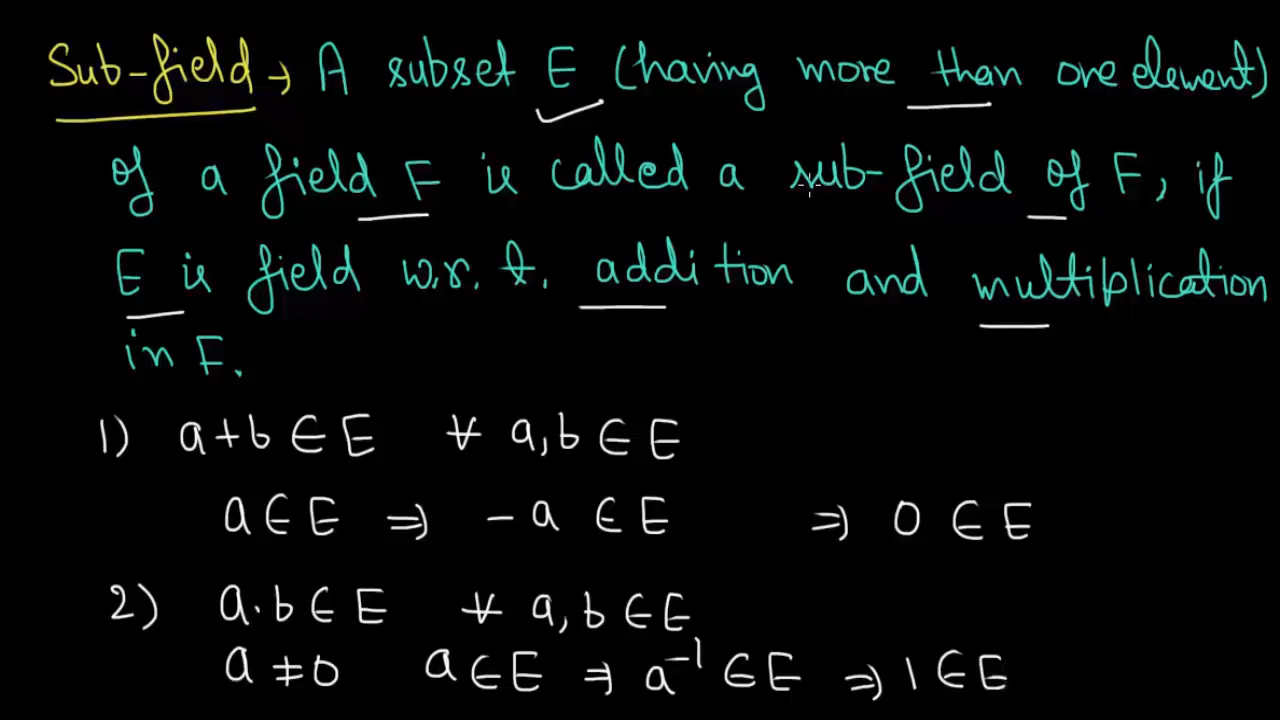 Sub-field → A subset E (having more than one element)
of a field F is called a sub-field of F, if
E is field w.r.t. addition and multiplication
in F.
1) a+b ∈ E ∀ a,b ∈ E
a ∈ E ⇒ -a ∈ E ⇒ 0 ∈ E
2) a·b ∈ E ∀ a,b ∈ E
a ≠ 0 a ∈ E ⇒ a⁻¹ ∈ E ⇒ 1 ∈ E